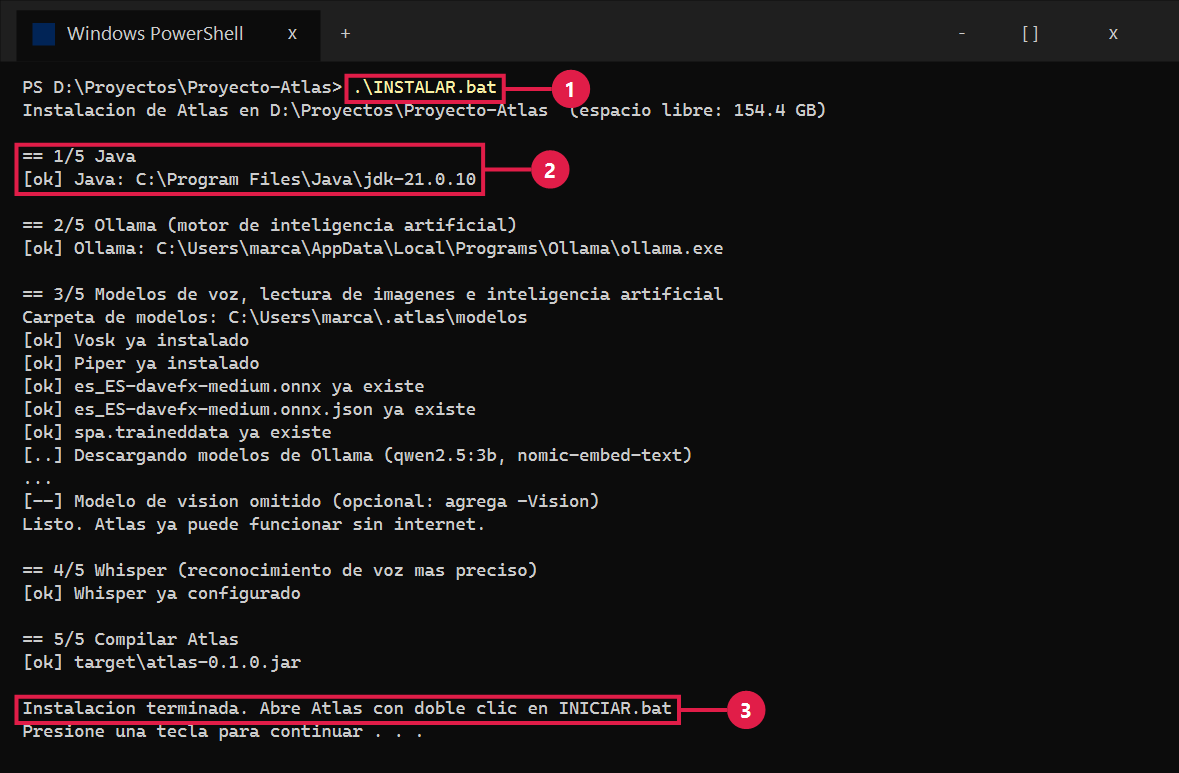 Windows PowerShell x + - [] x
PS D:\Proyectos\Proyecto-Atlas> .\INSTALAR.bat 1
Instalacion de Atlas en D:\Proyectos\Proyecto-Atlas (espacio libre: 154.4 GB)
== 1/5 Java
[ok] Java: C:\Program Files\Java\jdk-21.0.10
2
== 2/5 Ollama (motor de inteligencia artificial)
[ok] Ollama: C:\Users\marca\AppData\Local\Programs\Ollama\ollama.exe
== 3/5 Modelos de voz, lectura de imagenes e inteligencia artificial
Carpeta de modelos: C:\Users\marca\.atlas\modelos
[ok] Vosk ya instalado
[ok] Piper ya instalado
[ok] es_ES-davefx-medium.onnx ya existe
[ok] es_ES-davefx-medium.onnx.json ya existe
[ok] spa.traineddata ya existe
[..] Descargando modelos de Ollama (qwen2.5:3b, nomic-embed-text)
...
[--] Modelo de vision omitido (opcional: agrega -Vision)
Listo. Atlas ya puede funcionar sin internet.
== 4/5 Whisper (reconocimiento de voz mas preciso)
[ok] Whisper ya configurado
== 5/5 Compilar Atlas
[ok] target\atlas-0.1.0.jar
Instalacion terminada. Abre Atlas con doble clic en INICIAR.bat 3
Presione una tecla para continuar . . .